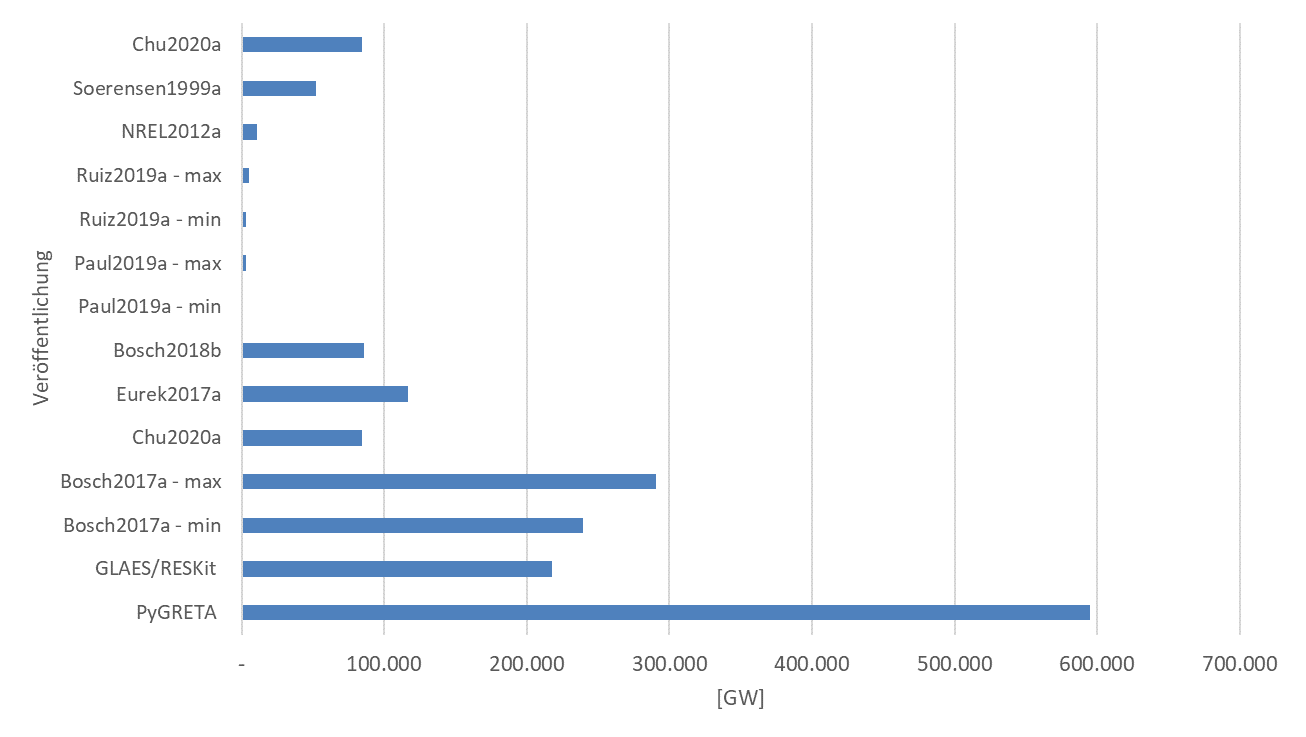 Chu2020a
Soerensen1999a
NREL2012a
Ruiz2019a - max
Ruiz2019a - min
Paul2019a - max
Paul2019a - min
Bosch2018b
Eurek2017a
Chu2020a
Bosch2017a - max
Bosch2017a - min
GLAES/RESKit
PyGRETA
Veröffentlichung
- 100.000 200.000 300.000 400.000 500.000 600.000 700.000
[GW]